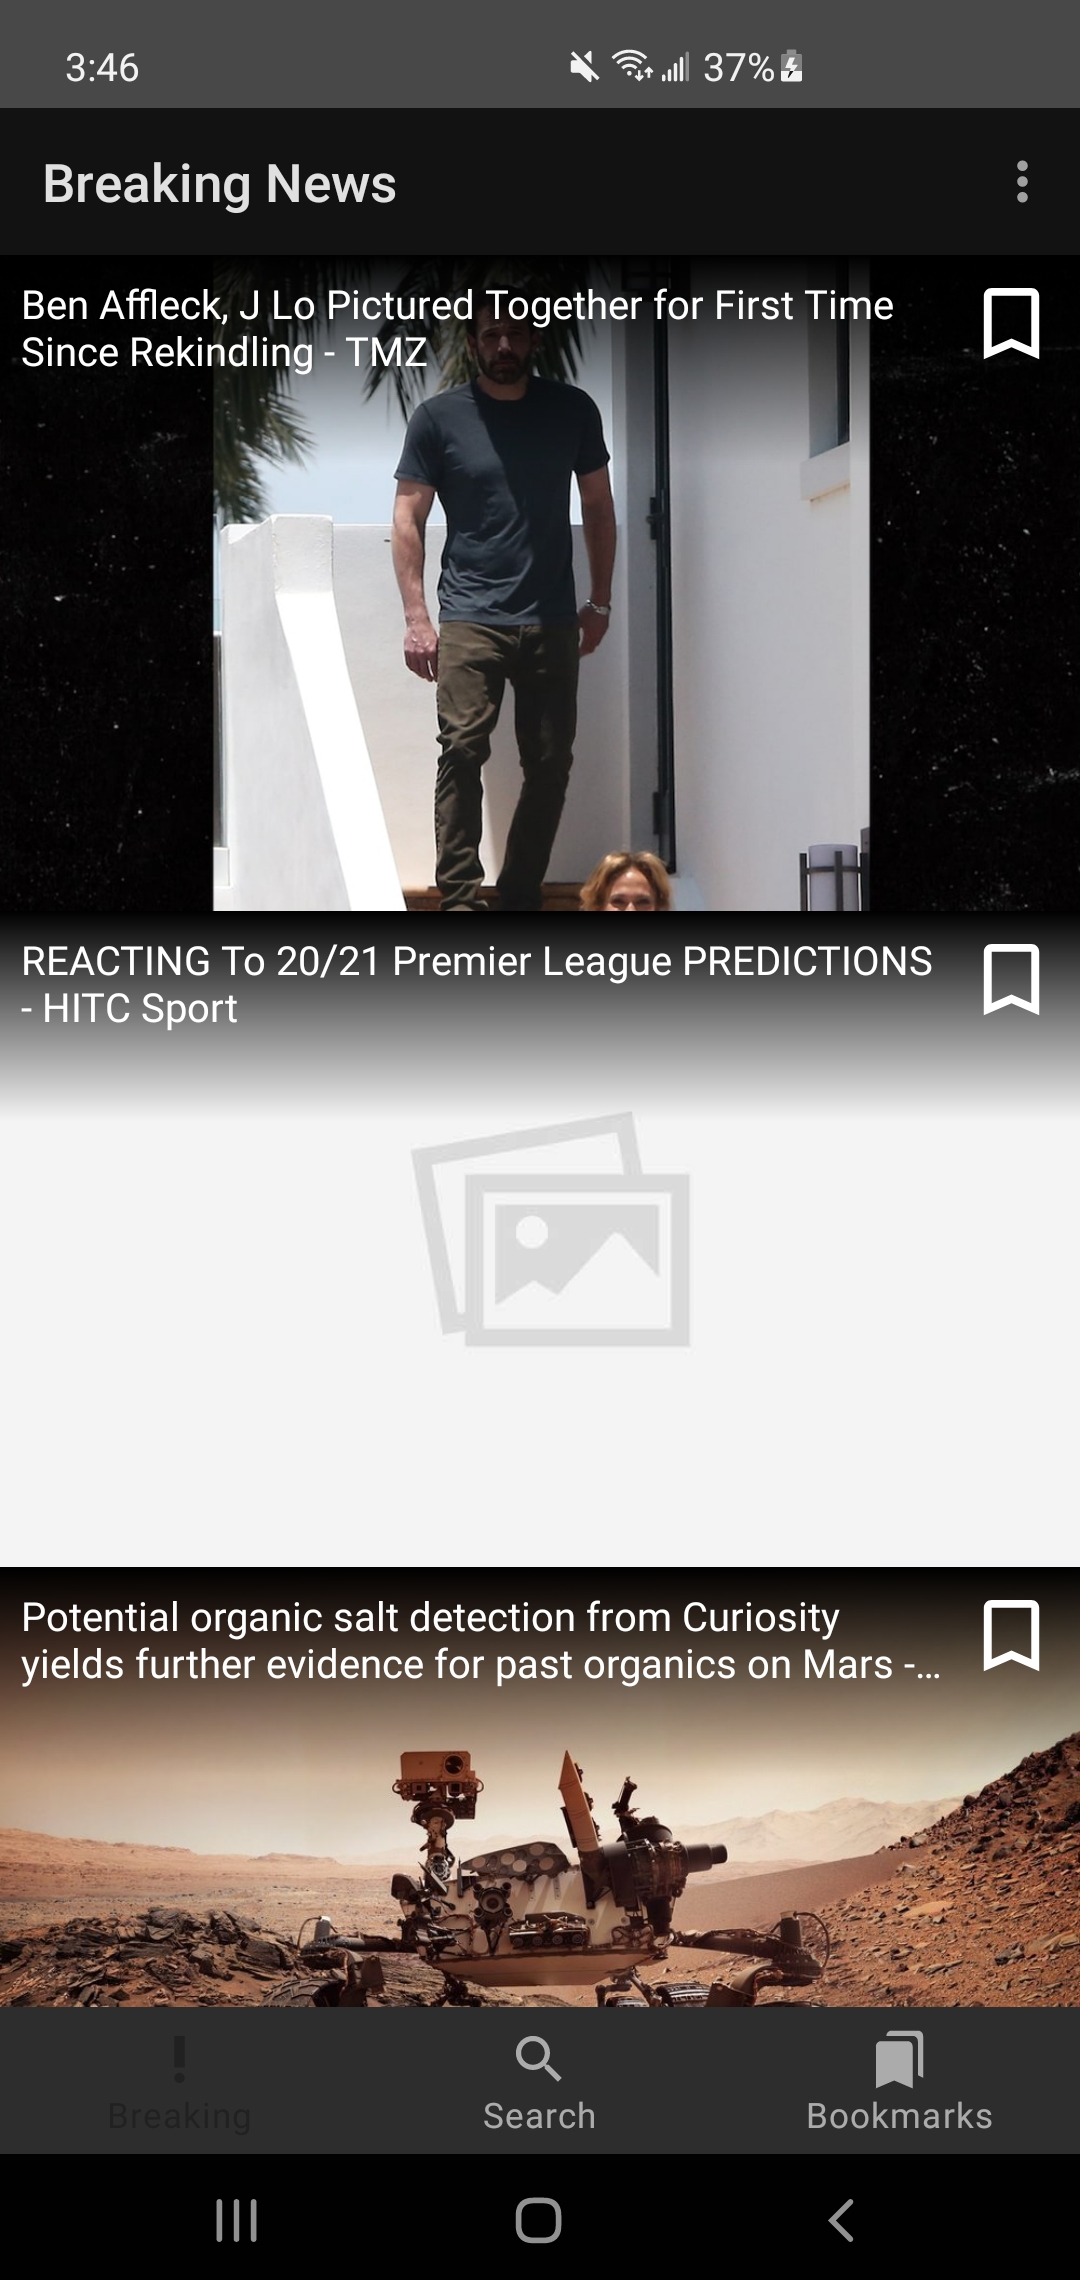 3:46
37%
Breaking News
Ben Affleck, J Lo Pictured Together for First Time
Since Rekindling - TMZ
REACTING To 20/21 Premier League PREDICTIONS
- HITC Sport
Potential organic salt detection from Curiosity
yields further evidence for past organics on Mars -...
Breaking
Search
Bookmarks